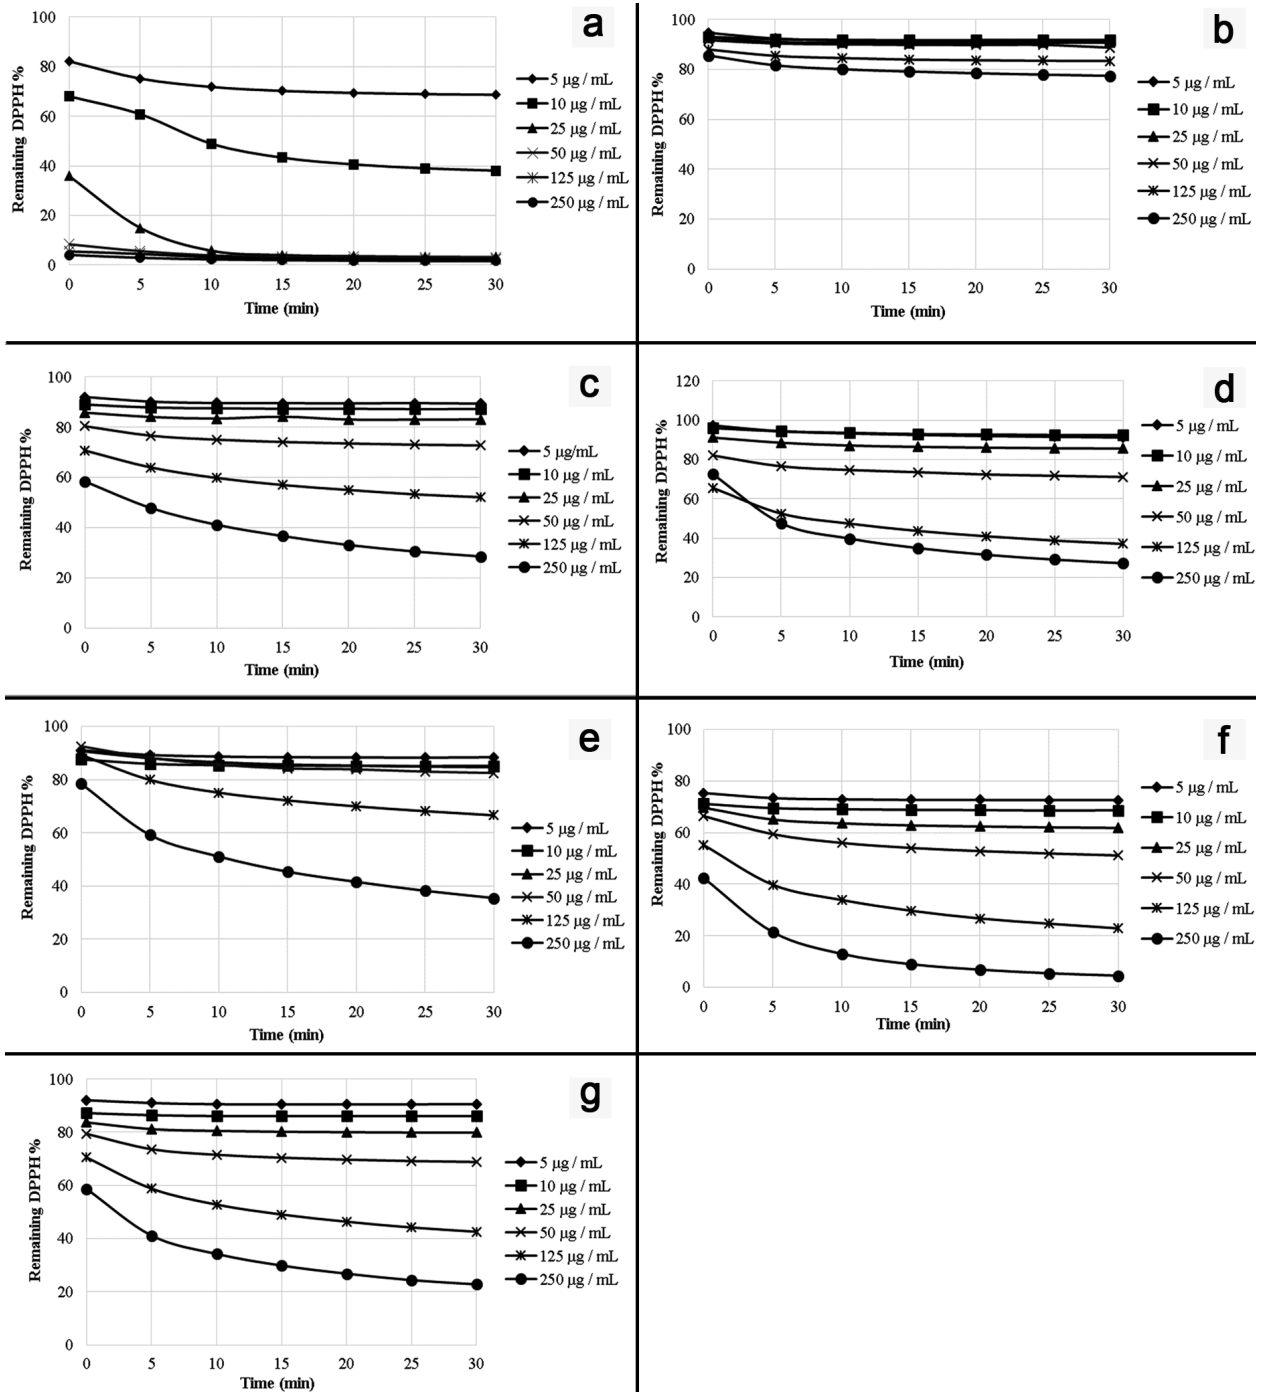 a
Remaining DPPH %
100
80
60
40
20
0
0 5 10 15 20 25 30
Time (min)
5 µg / mL
10 µg / mL
25 µg / mL
50 µg / mL
125 µg / mL
250 µg / mL
b
Remaining DPPH %
100
80
60
40
20
0
0 5 10 15 20 25 30
Time (min)
5 µg / mL
10 µg / mL
25 µg / mL
50 µg / mL
125 µg / mL
250 µg / mL
c
Remaining DPPH %
100
80
60
40
20
0
0 5 10 15 20 25 30
Time (min)
5 µg/mL
10 µg / mL
25 µg / mL
50 µg / mL
125 µg / mL
250 µg / mL
d
Remaining DPPH %
120
100
80
60
40
20
0
0 5 10 15 20 25 30
Time (min)
5 µg / mL
10 µg / mL
25 µg / mL
50 µg / mL
125 µg / mL
250 µg / mL
e
Remaining DPPH %
100
80
60
40
20
0
0 5 10 15 20 25 30
Time (min)
5 µg / mL
10 µg / mL
25 µg / mL
50 µg / mL
125 µg / mL
250 µg / mL
f
Remaining DPPH %
100
80
60
40
20
0
0 5 10 15 20 25 30
Time (min)
5 µg / mL
10 µg / mL
25 µg / mL
50 µg / mL
125 µg / mL
250 µg / mL
g
Remaining DPPH %
100
80
60
40
20
0
0 5 10 15 20 25 30
Time (min)
5 µg / mL
10 µg / mL
25 µg / mL
50 µg / mL
125 µg / mL
250 µg / mL